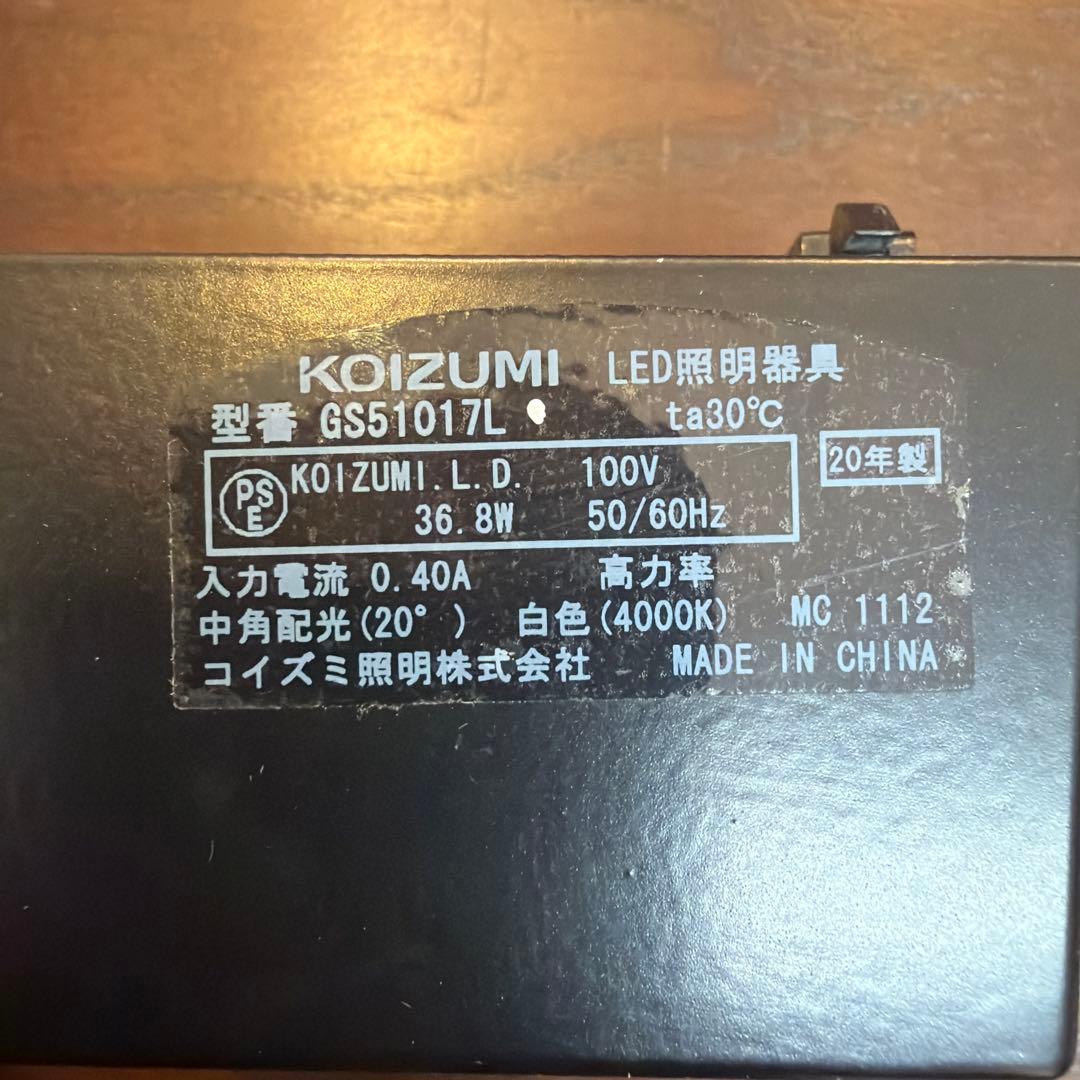 KOIZUMI LED照明器具
型番 GS51017L ta30℃
PSE KOIZUMI.L.D. 100V 20年製
36.8W 50/60Hz
入力電流 0.40A 高力率
中角配光(20°) 白色(4000K) MC 1112
コイズミ照明株式会社 MADE IN CHINA